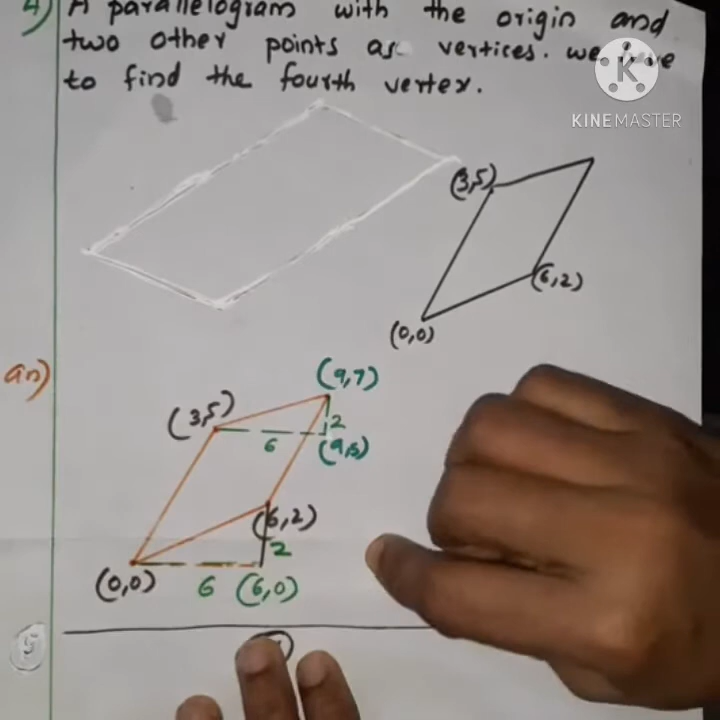 4) A parallelogram with the origin and
two other points as vertices. we have
to find the fourth vertex.
K
KINEMASTER
(3,5)
(6,2)
(0,0)
an)
(9,7)
(3,5)
2
6
(9,5)
(6,2)
2
(0,0) 6 (6,0)
5